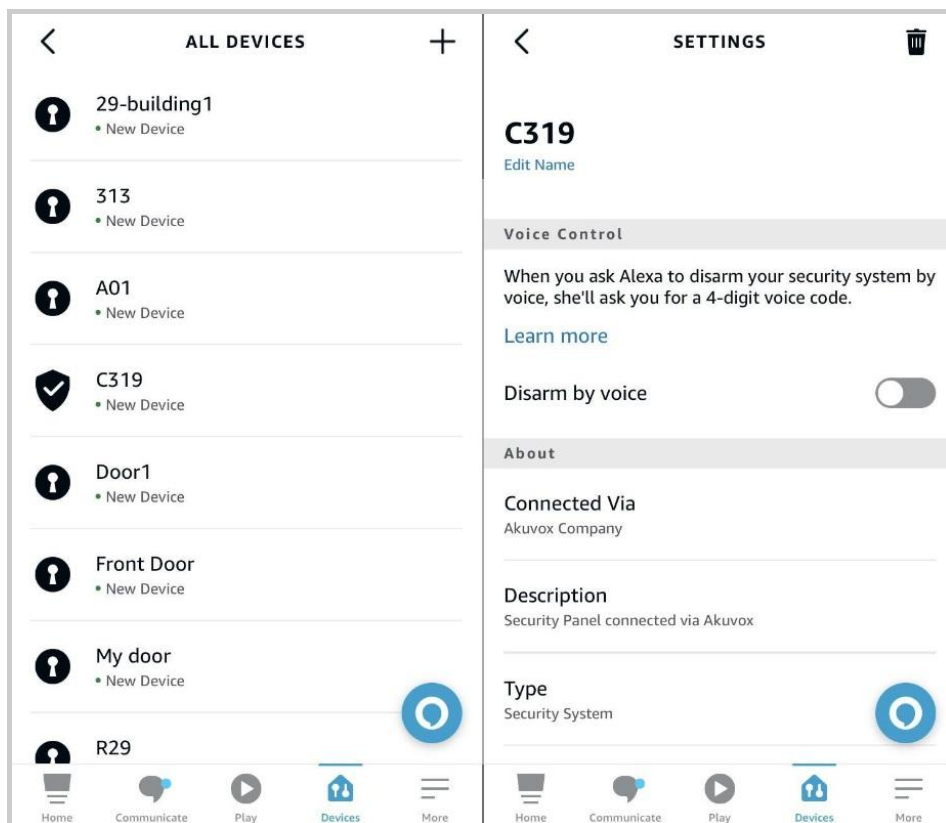 ALL DEVICES
29-building1
• New Device
313
• New Device
A01
• New Device
C319
• New Device
Door1
• New Device
Front Door
• New Device
My door
• New Device
R29
Home
Communicate
Play
Devices
More
SETTINGS
C319
Edit Name
Voice Control
When you ask Alexa to disarm your security system by
voice, she'll ask you for a 4-digit voice code.
Learn more
Disarm by voice
About
Connected Via
Akuvox Company
Description
Security Panel connected via Akuvox
Type
Security System
Home
Communicate
Play
Devices
More